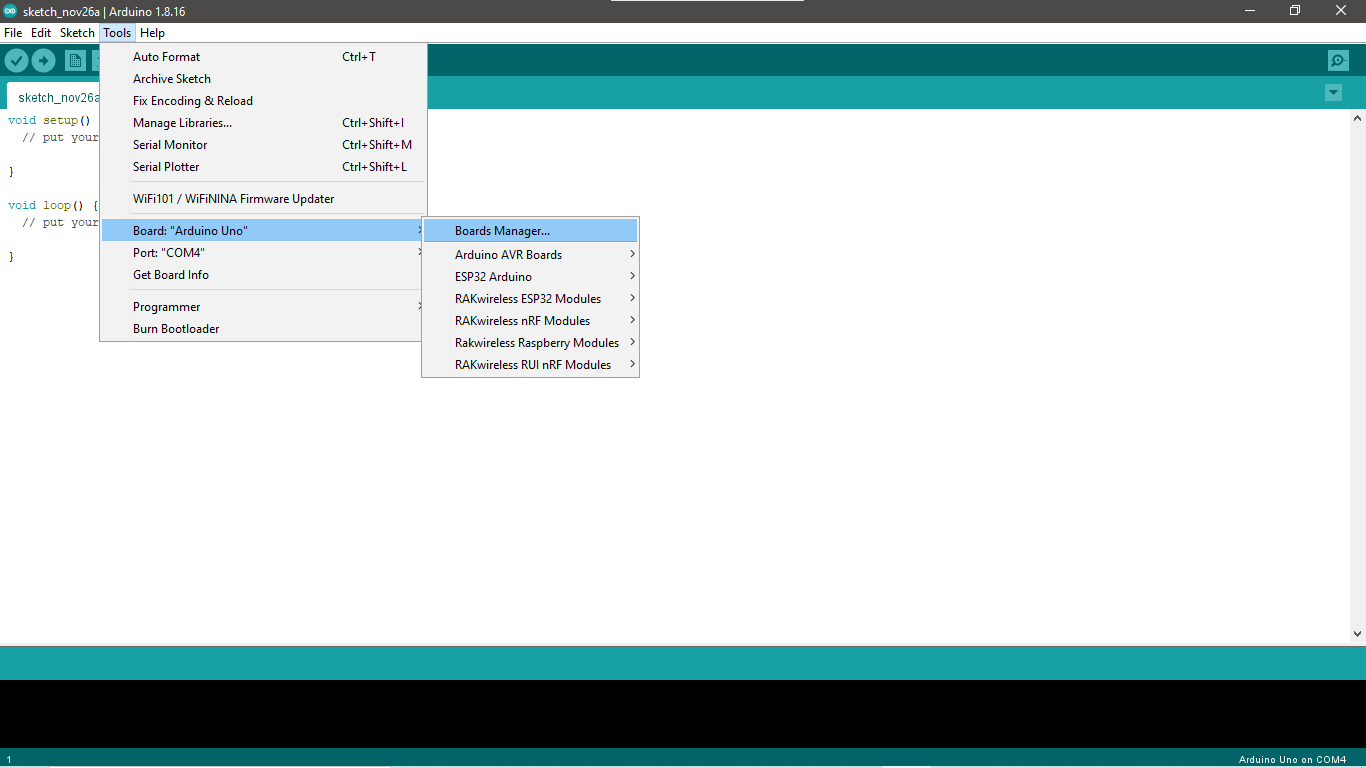 sketch_nov26a | Arduino 1.8.16
File Edit Sketch Tools Help
sketch_nov26a
void setup()
// put your
}
void loop() {
// put your
}
Auto Format Ctrl+T
Archive Sketch
Fix Encoding & Reload
Manage Libraries... Ctrl+Shift+I
Serial Monitor Ctrl+Shift+M
Serial Plotter Ctrl+Shift+L
WiFi101 / WiFiNINA Firmware Updater
Board: "Arduino Uno"
Port: "COM4"
Get Board Info
Programmer
Burn Bootloader
Boards Manager...
Arduino AVR Boards
ESP32 Arduino
RAKwireless ESP32 Modules
RAKwireless nRF Modules
Rakwireless Raspberry Modules
RAKwireless RUI nRF Modules
1 Arduino Uno on COM4